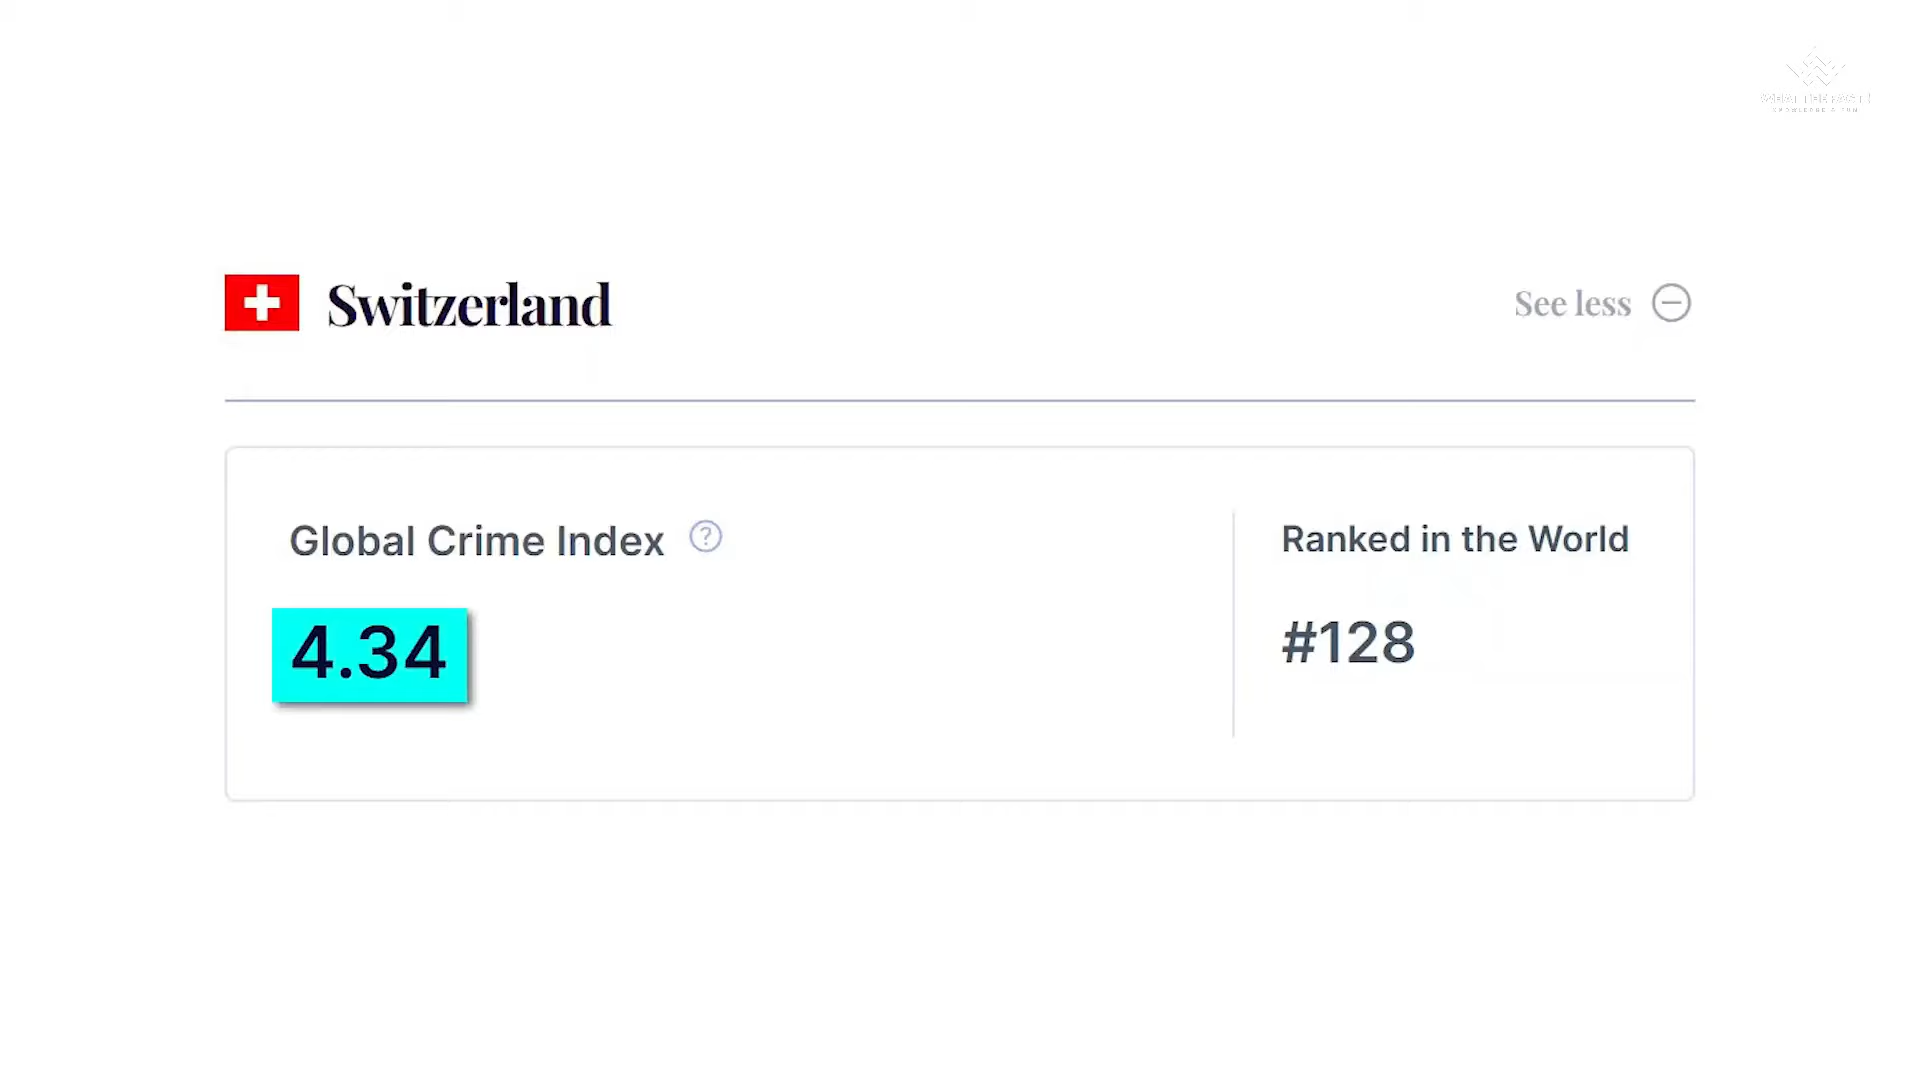 Switzerland
See less
Global Crime Index ?
Ranked in the World
4.34
#128